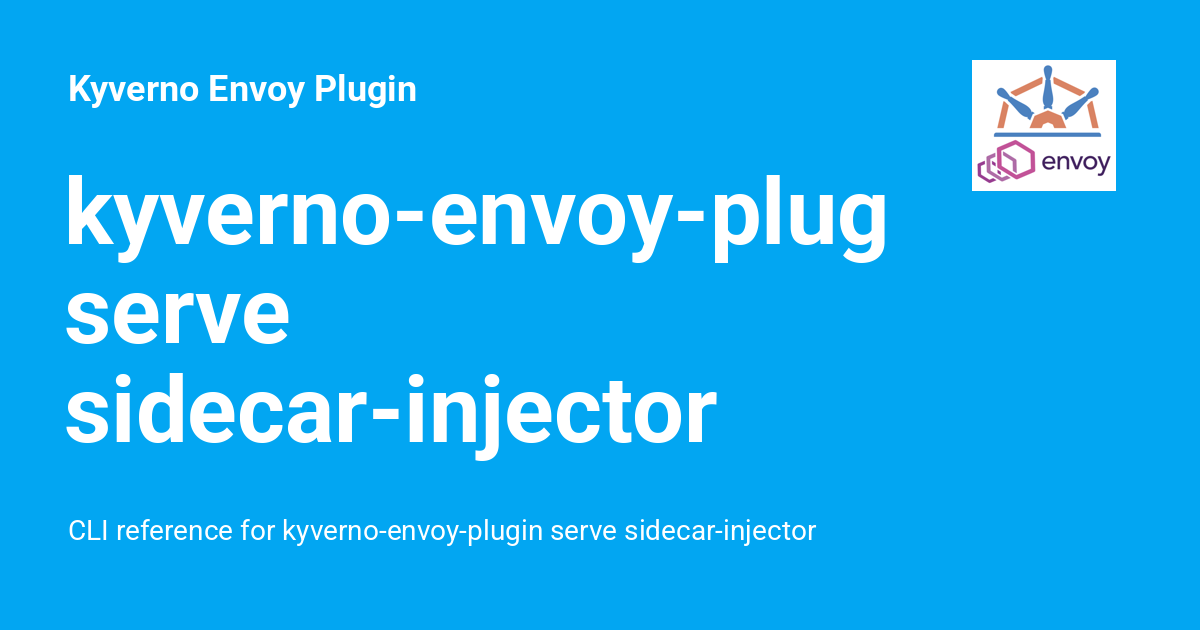 Kyverno Envoy Plugin
envoy
kyverno-envoy-plug
serve
sidecar-injector
CLI reference for kyverno-envoy-plugin serve sidecar-injector